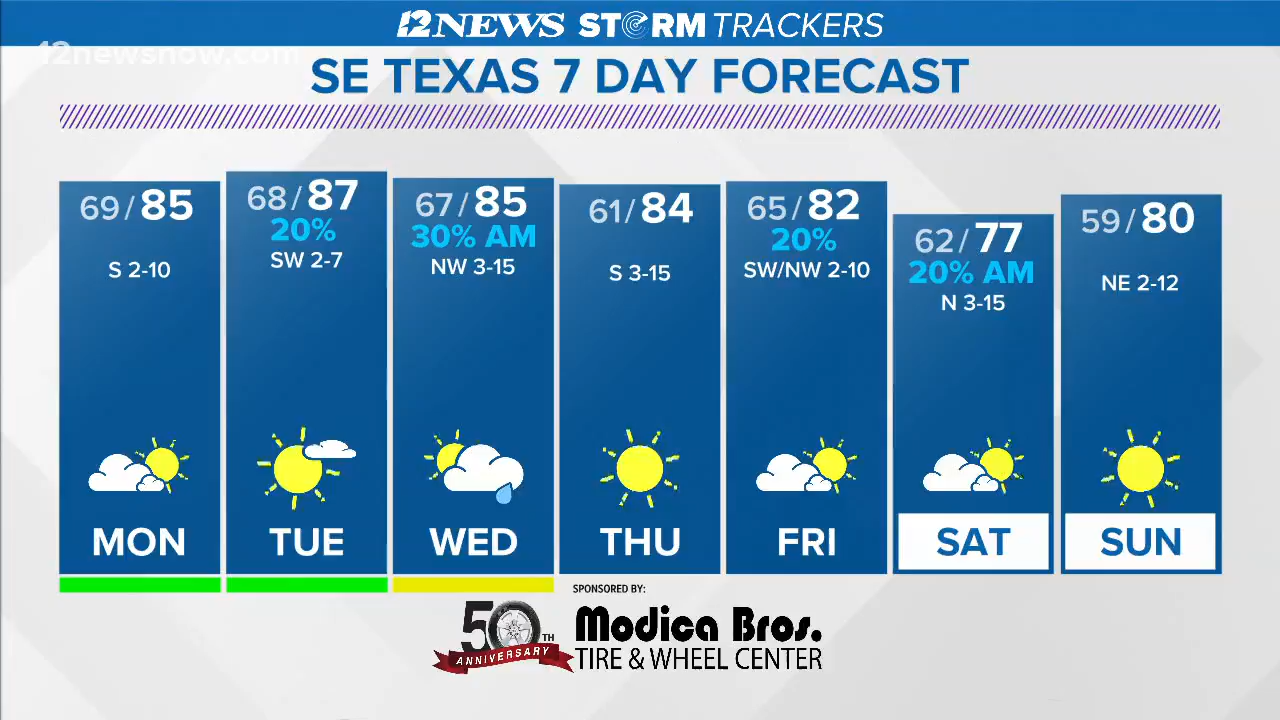 12NEWS STORM TRACKERS
12newsnow.com
SE TEXAS 7 DAY FORECAST
69/85
S 2-10
MON
68/87
20%
SW 2-7
TUE
67/85
30% AM
NW 3-15
WED
61/84
S 3-15
THU
65/82
20%
SW/NW 2-10
FRI
62/77
20% AM
N 3-15
SAT
59/80
NE 2-12
SUN
SPONSORED BY:
50TH
ANNIVERSARY
Modica Bros.
TIRE & WHEEL CENTER